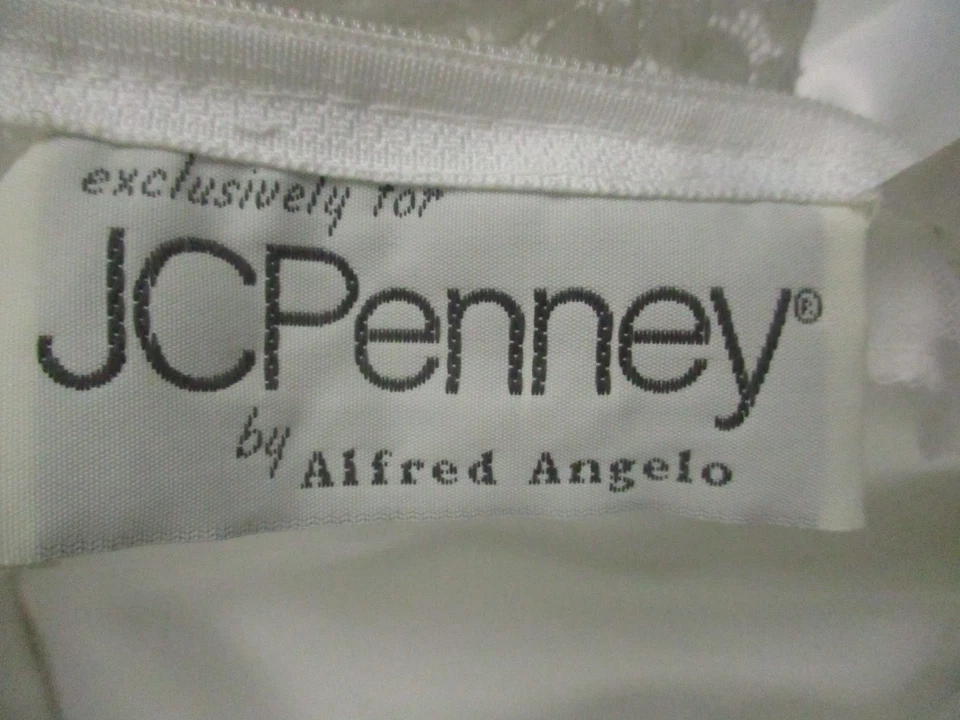 exclusively for
JCPenney®
by Alfred Angelo